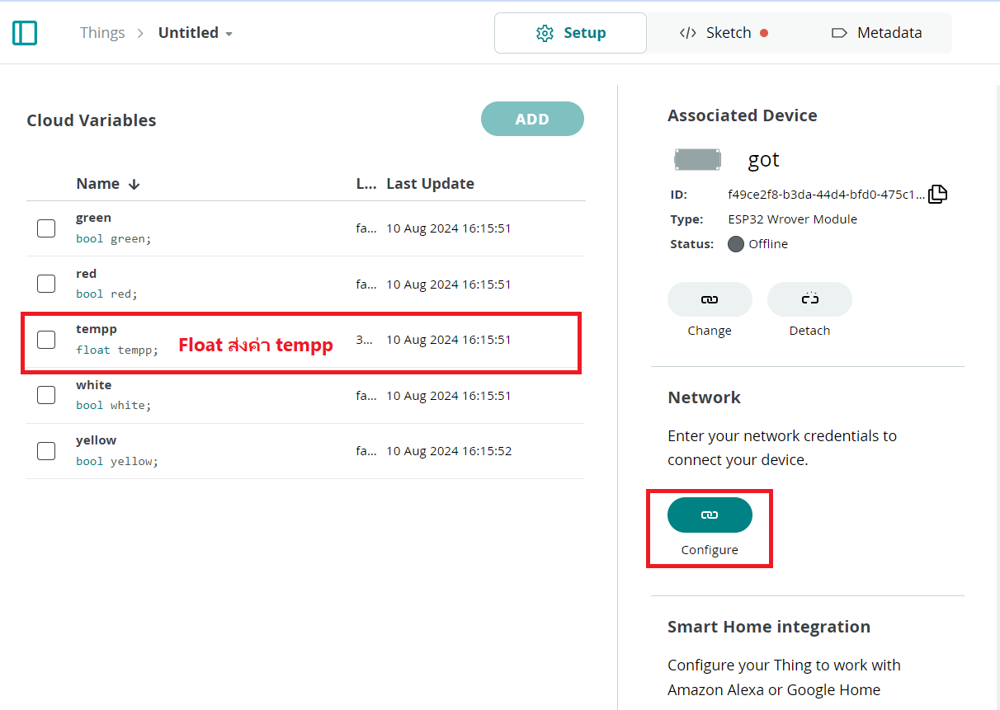 Things > Untitled
Setup
</> Sketch
Metadata
Cloud Variables
ADD
Name ↓ L... Last Update
green
bool green;
fa... 10 Aug 2024 16:15:51
red
bool red;
fa... 10 Aug 2024 16:15:51
tempp
float tempp;
Float ส่งค่า tempp
3... 10 Aug 2024 16:15:51
white
bool white;
fa... 10 Aug 2024 16:15:51
yellow
bool yellow;
fa... 10 Aug 2024 16:15:52
Associated Device
got
ID: f49ce2f8-b3da-44d4-bfd0-475c1...
Type: ESP32 Wrover Module
Status: Offline
Change Detach
Network
Enter your network credentials to
connect your device.
Configure
Smart Home integration
Configure your Thing to work with
Amazon Alexa or Google Home